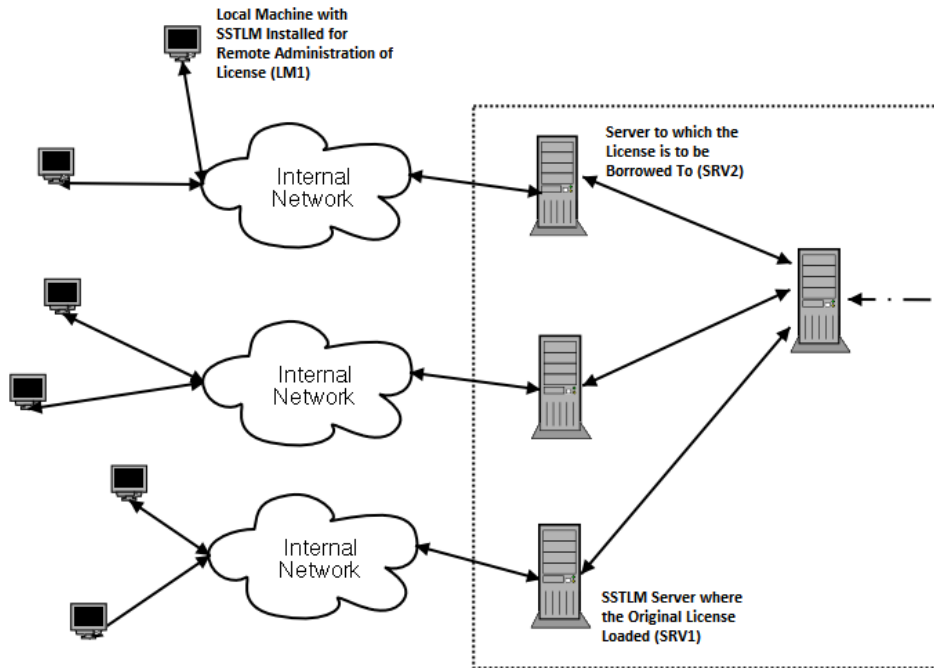 Local Machine with
SSTLM Installed for
Remote Administration of
License (LM1)
Server to which the
License is to be
Borrowed To (SRV2)
Internal
Network
Internal
Network
Internal
Network
SSTLM Server where
the Original License
Loaded (SRV1)